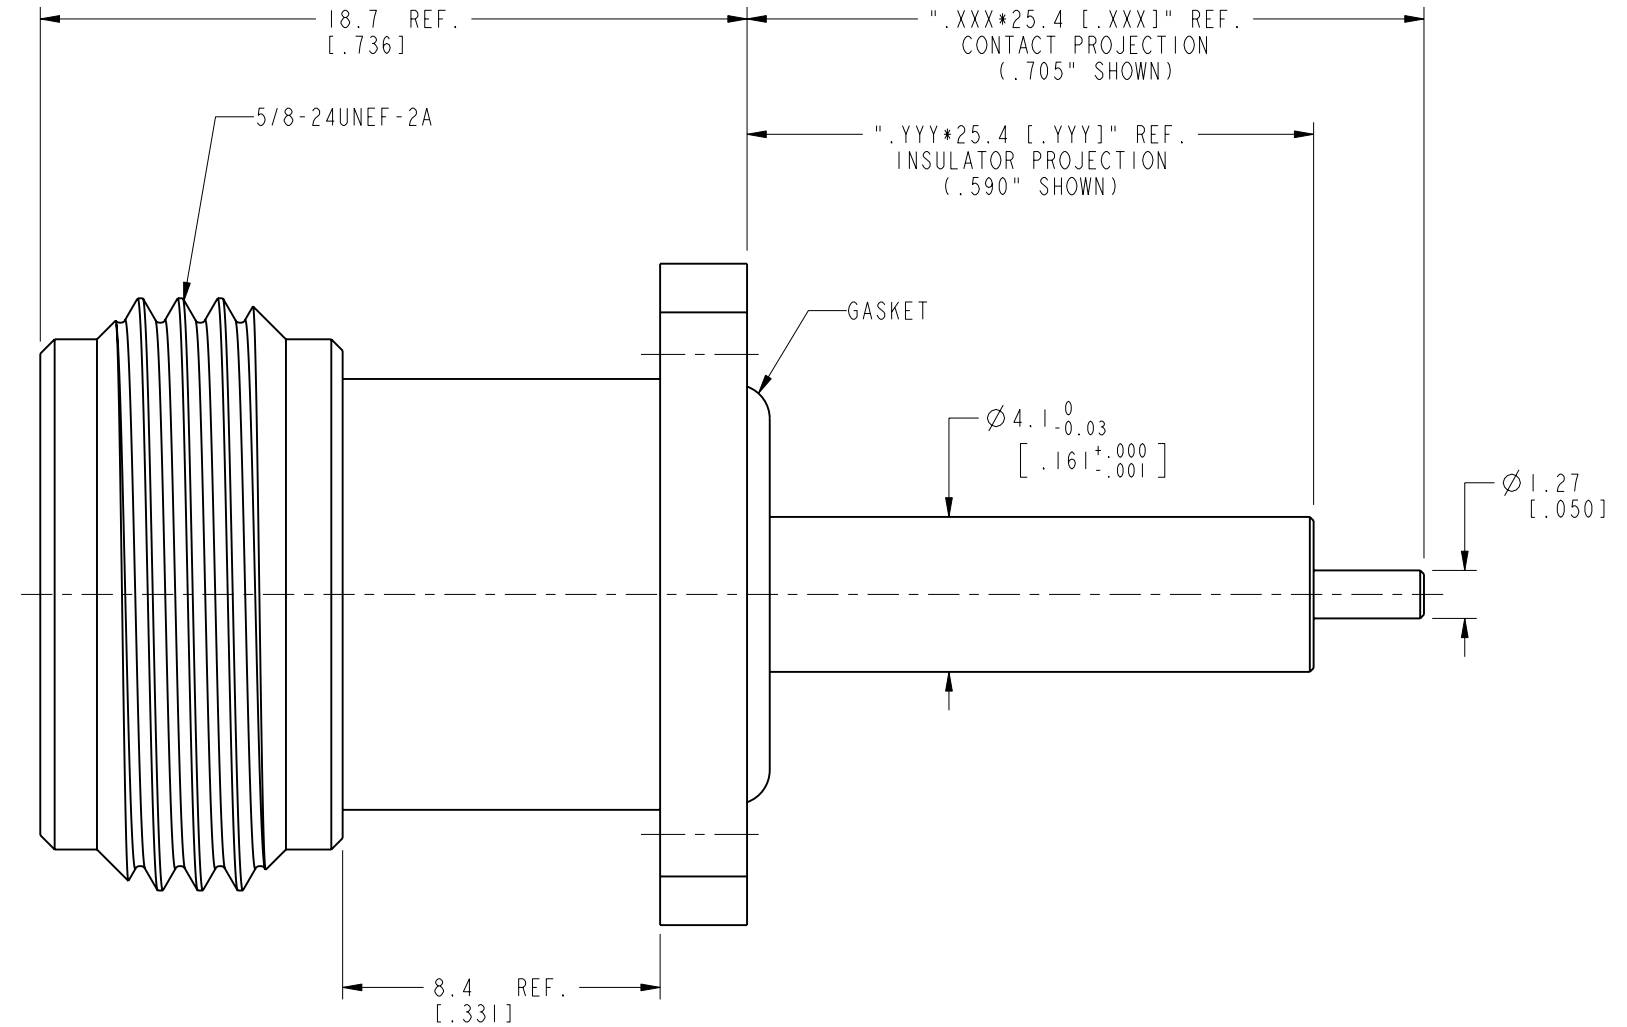 18.7 REF.
[.736]
".XXX*25.4 [.XXX]" REF.
CONTACT PROJECTION
(.705" SHOWN)
5/8-24UNEF-2A
".YYY*25.4 [.YYY]" REF.
INSULATOR PROJECTION
(.590" SHOWN)
GASKET
Ø4.1 0 -0.03
[.161 +.000 -.001]
Ø1.27
[.050]
8.4 REF.
[.331]